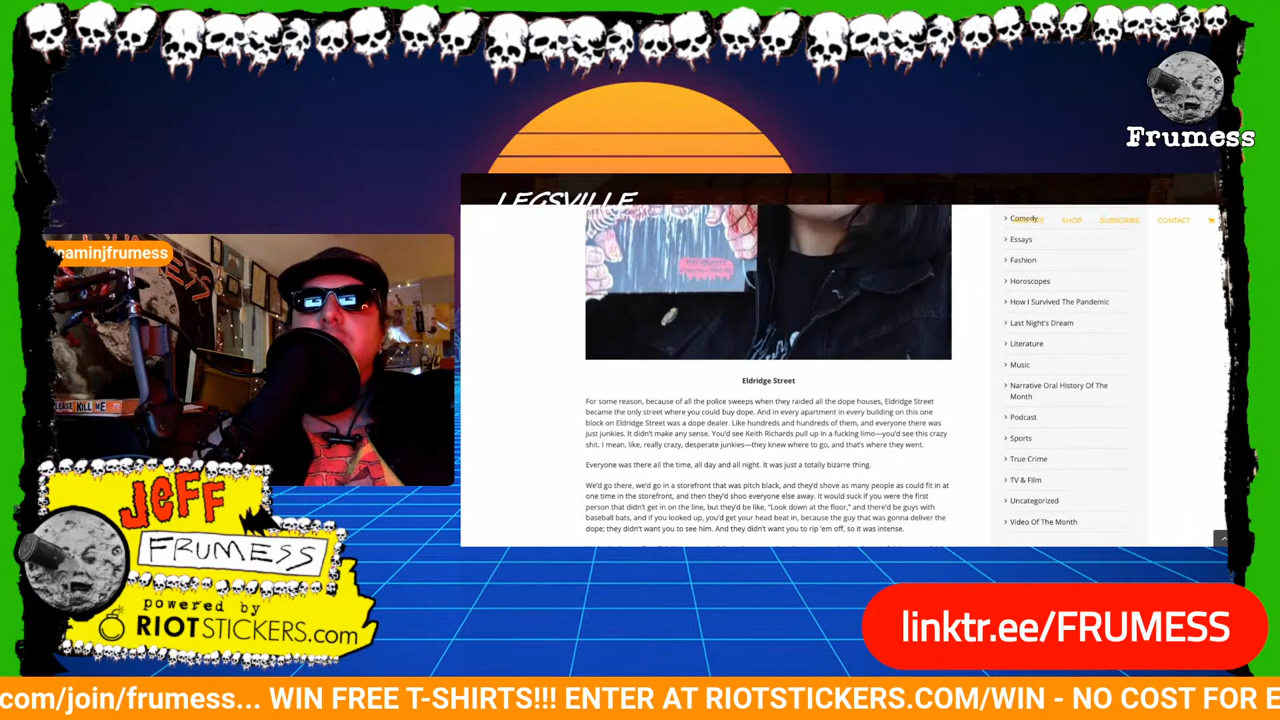 Frumess
LEGSVILLE
Comedy
SHOP
SUBSCRIBE
CONTACT
Essays
Fashion
Horoscopes
How I Survived The Pandemic
Last Night's Dream
Literature
Music
Narrative Oral History Of The
Month
Podcast
Sports
True Crime
TV & Film
Uncategorized
Video Of The Month
Eldridge Street
For some reason, because of all the police sweeps when they raided all the dope houses, Eldridge Street
became the only street where you could buy dope. And in every apartment in every building on this one
block on Eldridge Street was a dope dealer. Like hundreds and hundreds of them, and everyone there was
just junkies. It didn't make any sense. You'd see Keith Richards pull up in a fucking limo—you'd see this crazy
shit. I mean, like, really crazy, desperate junkies—they knew where to go, and that's where they went.
Everyone was there all the time, all day and all night. It was just a totally bizarre thing.
We'd go there, we'd go in a storefront that was pitch black, and they'd shove as many people as could fit in at
one time in the storefront, and then they'd shoo everyone else away. It would suck if you were the first
person that didn't get in on the line, but they'd be like, "Look down at the floor," and there'd be guys with
baseball bats, and if you looked up, you'd get your head beat in, because the guy that was gonna deliver the
dope; they didn't want you to see him. And they didn't want you to rip 'em off, so it was intense.
eaminjfrumess
LEASE KILL ME
JEFF
FRUMESS
powered by
RIOTSTICKERS.com
linktr.ee/FRUMESS
com/join/frumess... WIN FREE T-SHIRTS!!! ENTER AT RIOTSTICKERS.COM/WIN - NO COST FOR E